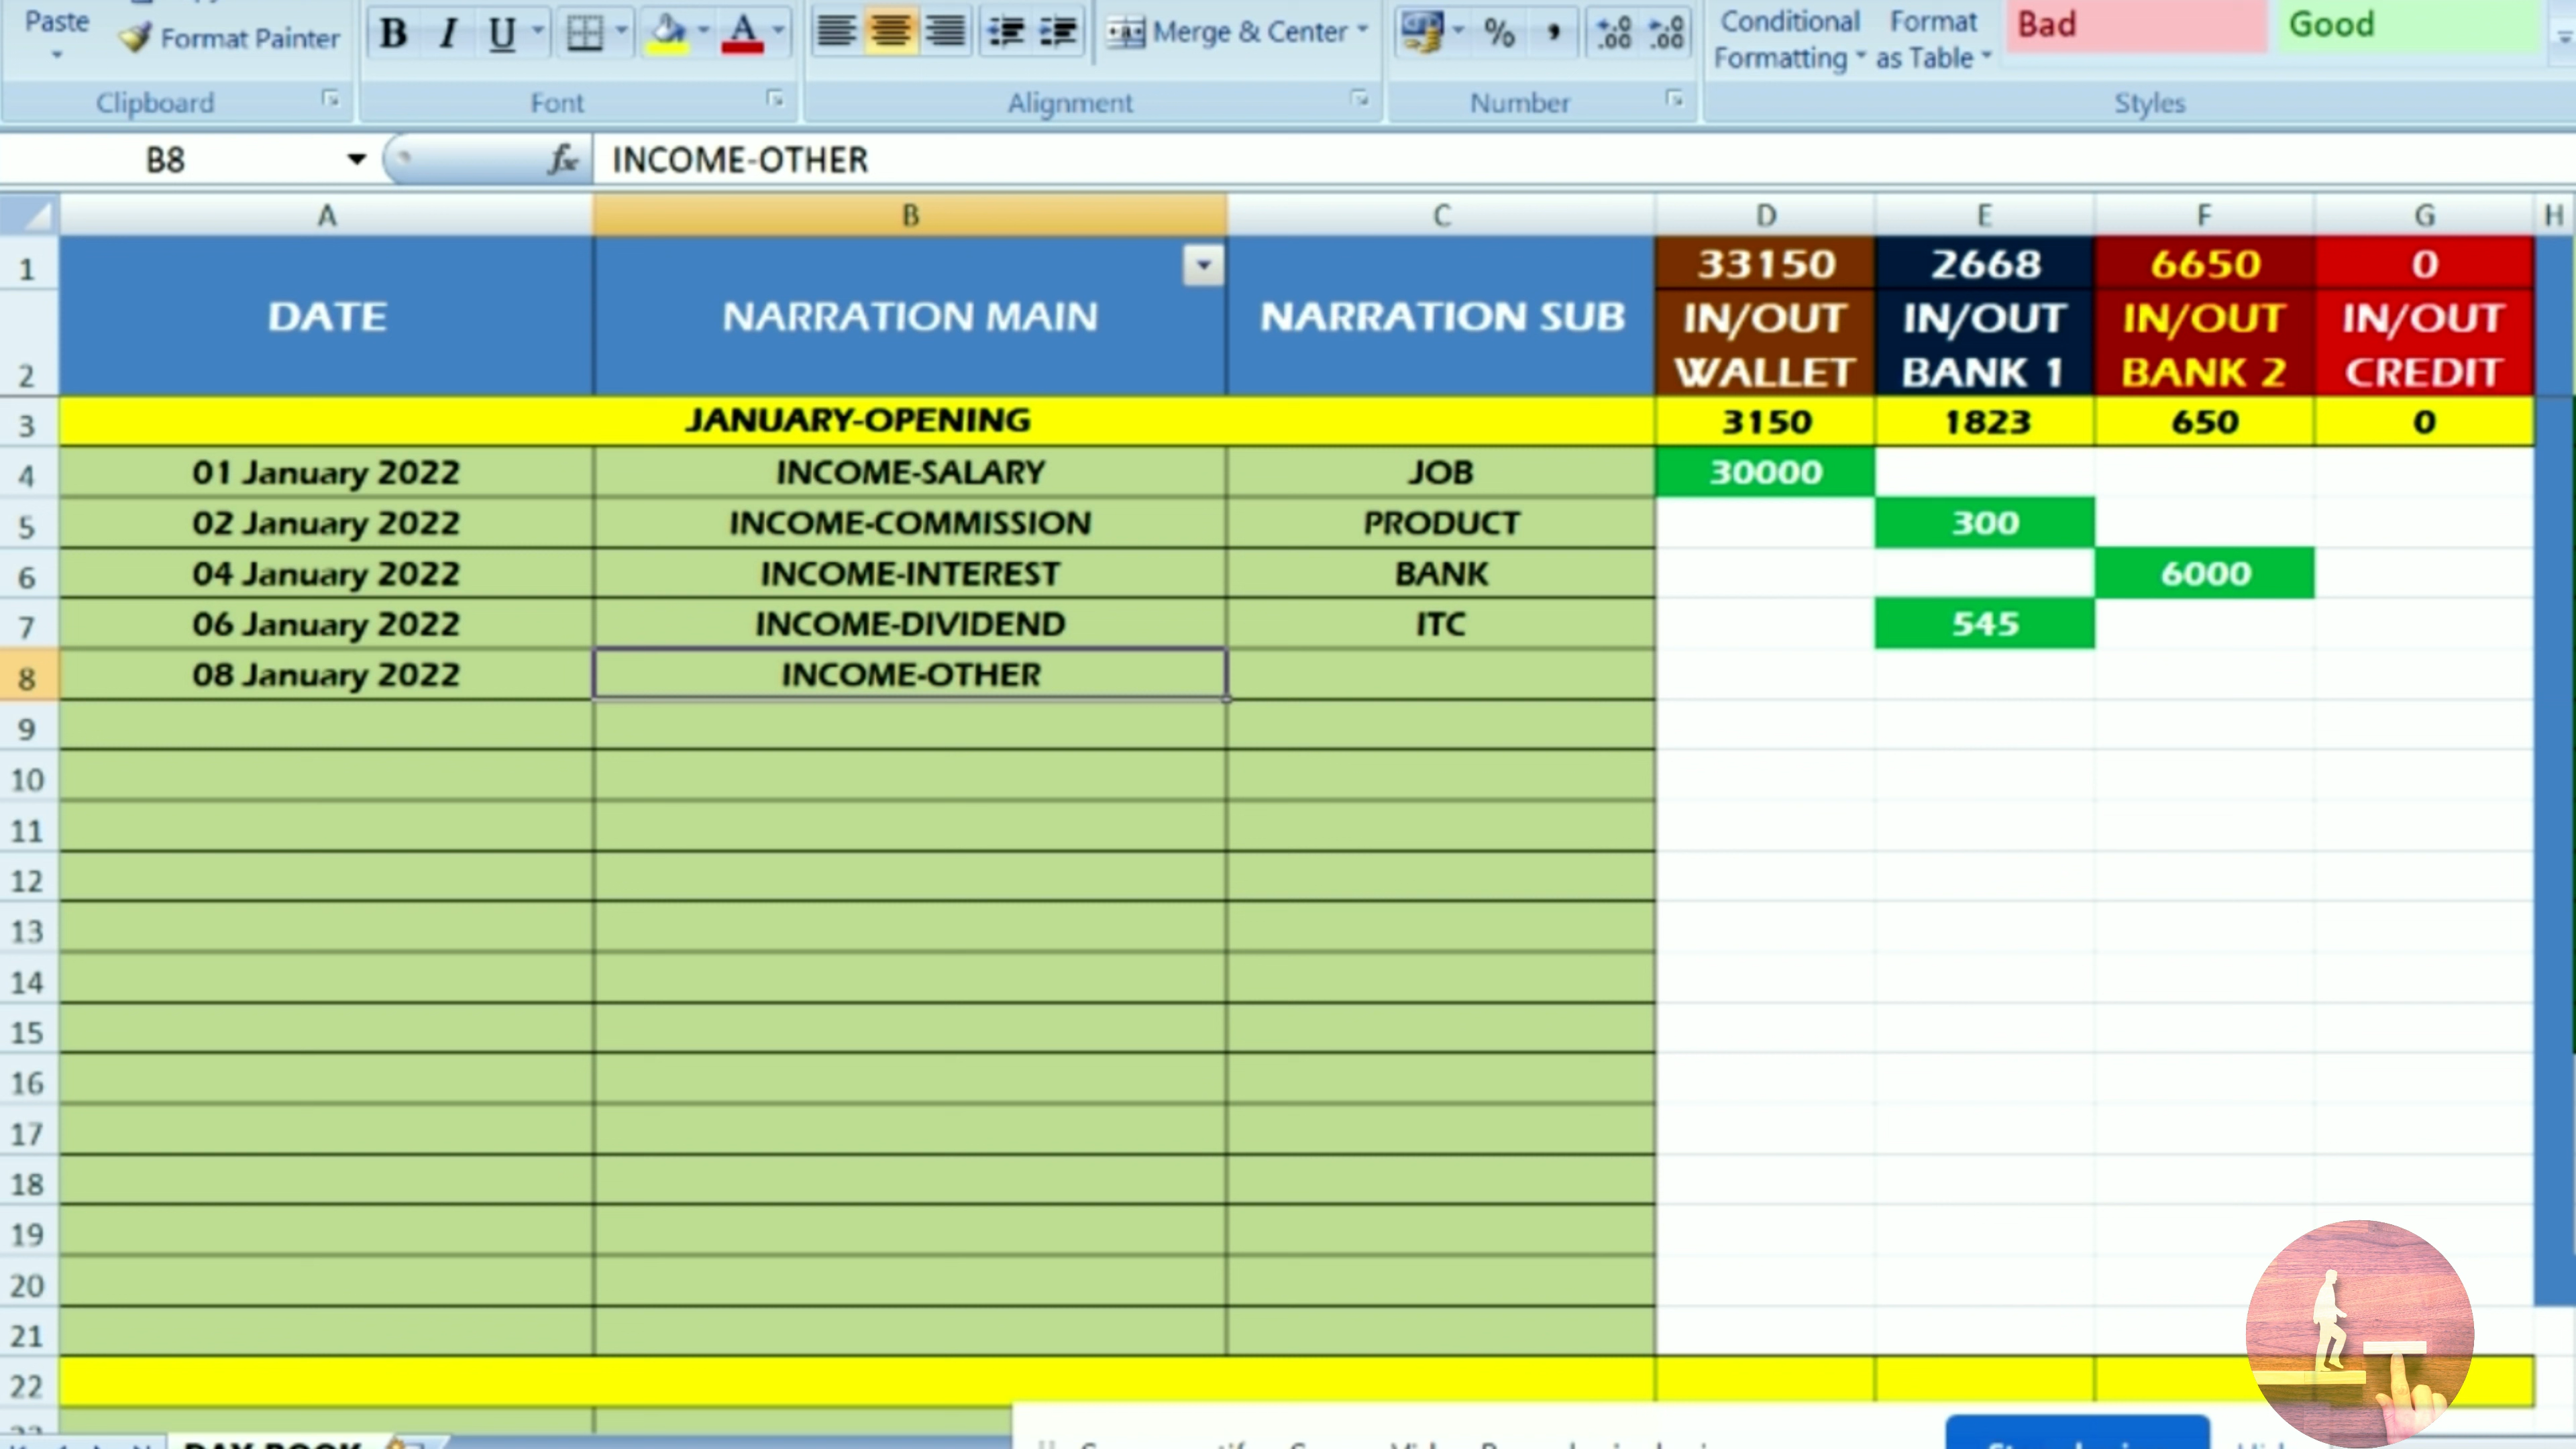 Paste Format Painter B I U Merge & Center % , .0 .00 .00 .0 Conditional Formatting Format as Table Bad Good
Clipboard Font Alignment Number Styles
B8 fx INCOME-OTHER
A B C D E F G H
1 33150 2668 6650 0
2 DATE NARRATION MAIN NARRATION SUB IN/OUT WALLET IN/OUT BANK 1 IN/OUT BANK 2 IN/OUT CREDIT
3 JANUARY-OPENING 3150 1823 650 0
4 01 January 2022 INCOME-SALARY JOB 30000
5 02 January 2022 INCOME-COMMISSION PRODUCT 300
6 04 January 2022 INCOME-INTEREST BANK 6000
7 06 January 2022 INCOME-DIVIDEND ITC 545
8 08 January 2022 INCOME-OTHER
9
10
11
12
13
14
15
16
17
18
19
20
21
22
DAY BOOK